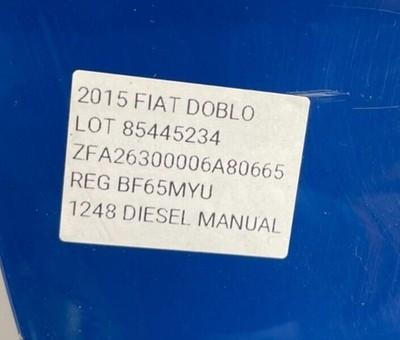 2015 FIAT DOBLO
LOT 85445234
ZFA26300006A80665
REG BF65MYU
1248 DIESEL MANUAL